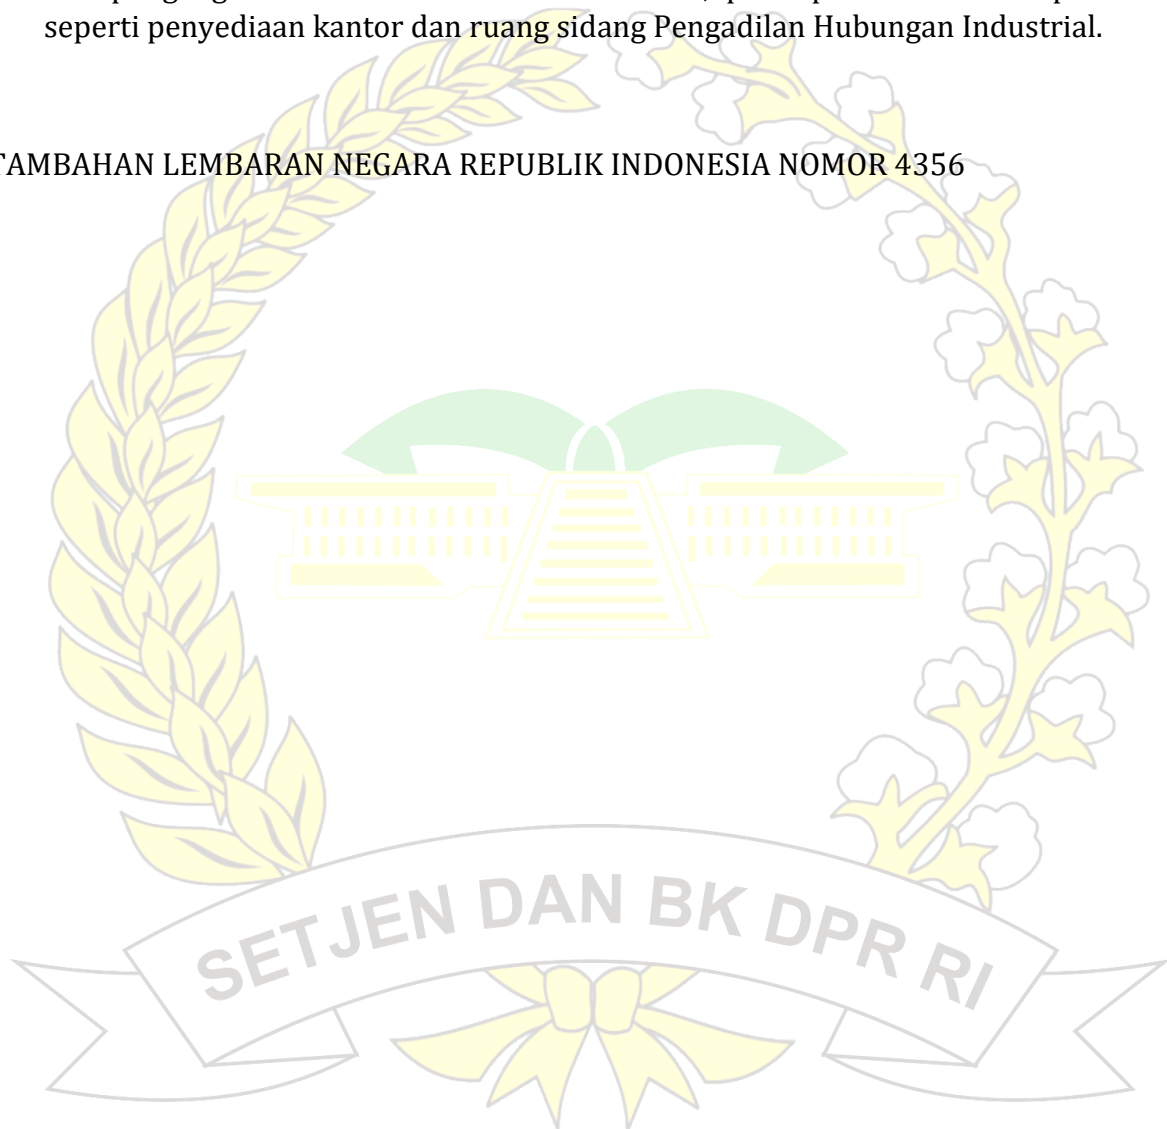 seperti penyediaan kantor dan ruang sidang Pengadilan Hubungan Industrial.
TAMBAHAN LEMBARAN NEGARA REPUBLIK INDONESIA NOMOR 4356
SETJEN DAN BK DPR RI